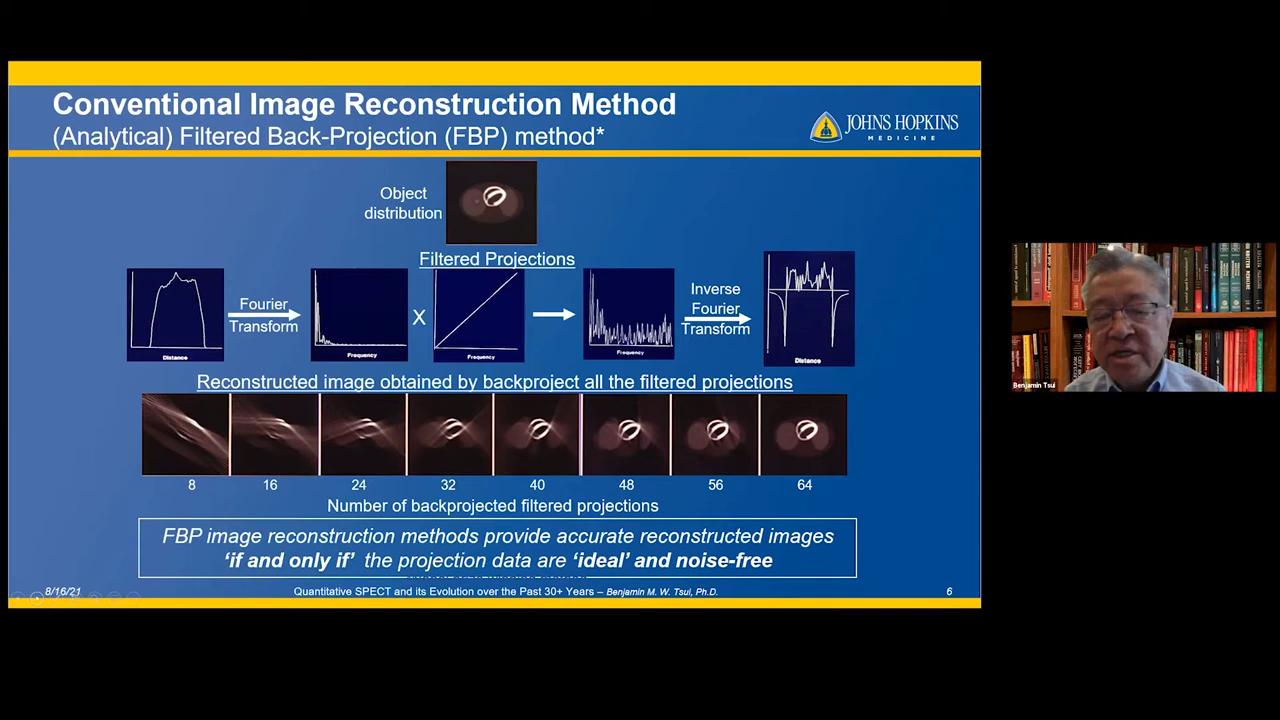 Conventional Image Reconstruction Method
(Analytical) Filtered Back-Projection (FBP) method*
JOHNS HOPKINS
MEDICINE
Object
distribution
Filtered Projections
Distance
Fourier
Transform
Frequency
X
Frequency
Frequency
Inverse
Fourier
Transform
Distance
Reconstructed image obtained by backproject all the filtered projections
8 16 24 32 40 48 56 64
Number of backprojected filtered projections
FBP image reconstruction methods provide accurate reconstructed images
'if and only if' the projection data are 'ideal' and noise-free
8/16/21
Quantitative SPECT and its Evolution over the Past 30+ Years – Benjamin M. W. Tsui, Ph.D.
6
Benjamin Tsui